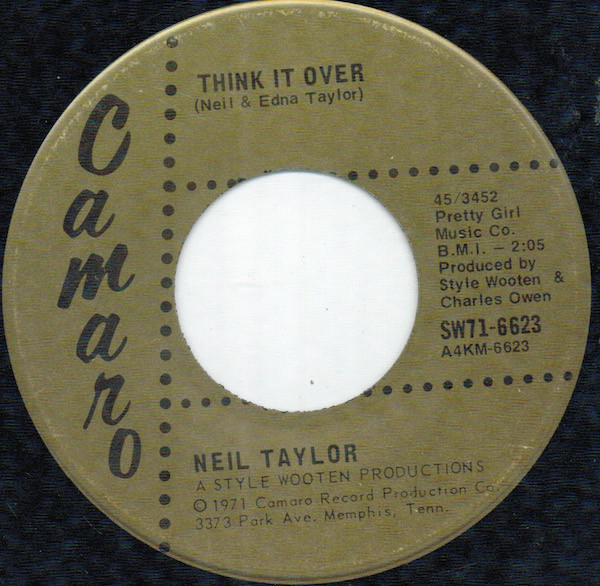 Camaro
THINK IT OVER
(Neil & Edna Taylor)
45/3452
Pretty Girl
Music Co.
B.M.I. – 2:05
Produced by
Style Wooten &
Charles Owen
SW71-6623
A4KM-6623
NEIL TAYLOR
A STYLE WOOTEN PRODUCTIONS
© 1971 Camaro Record Production Co.
3373 Park Ave. Memphis, Tenn.